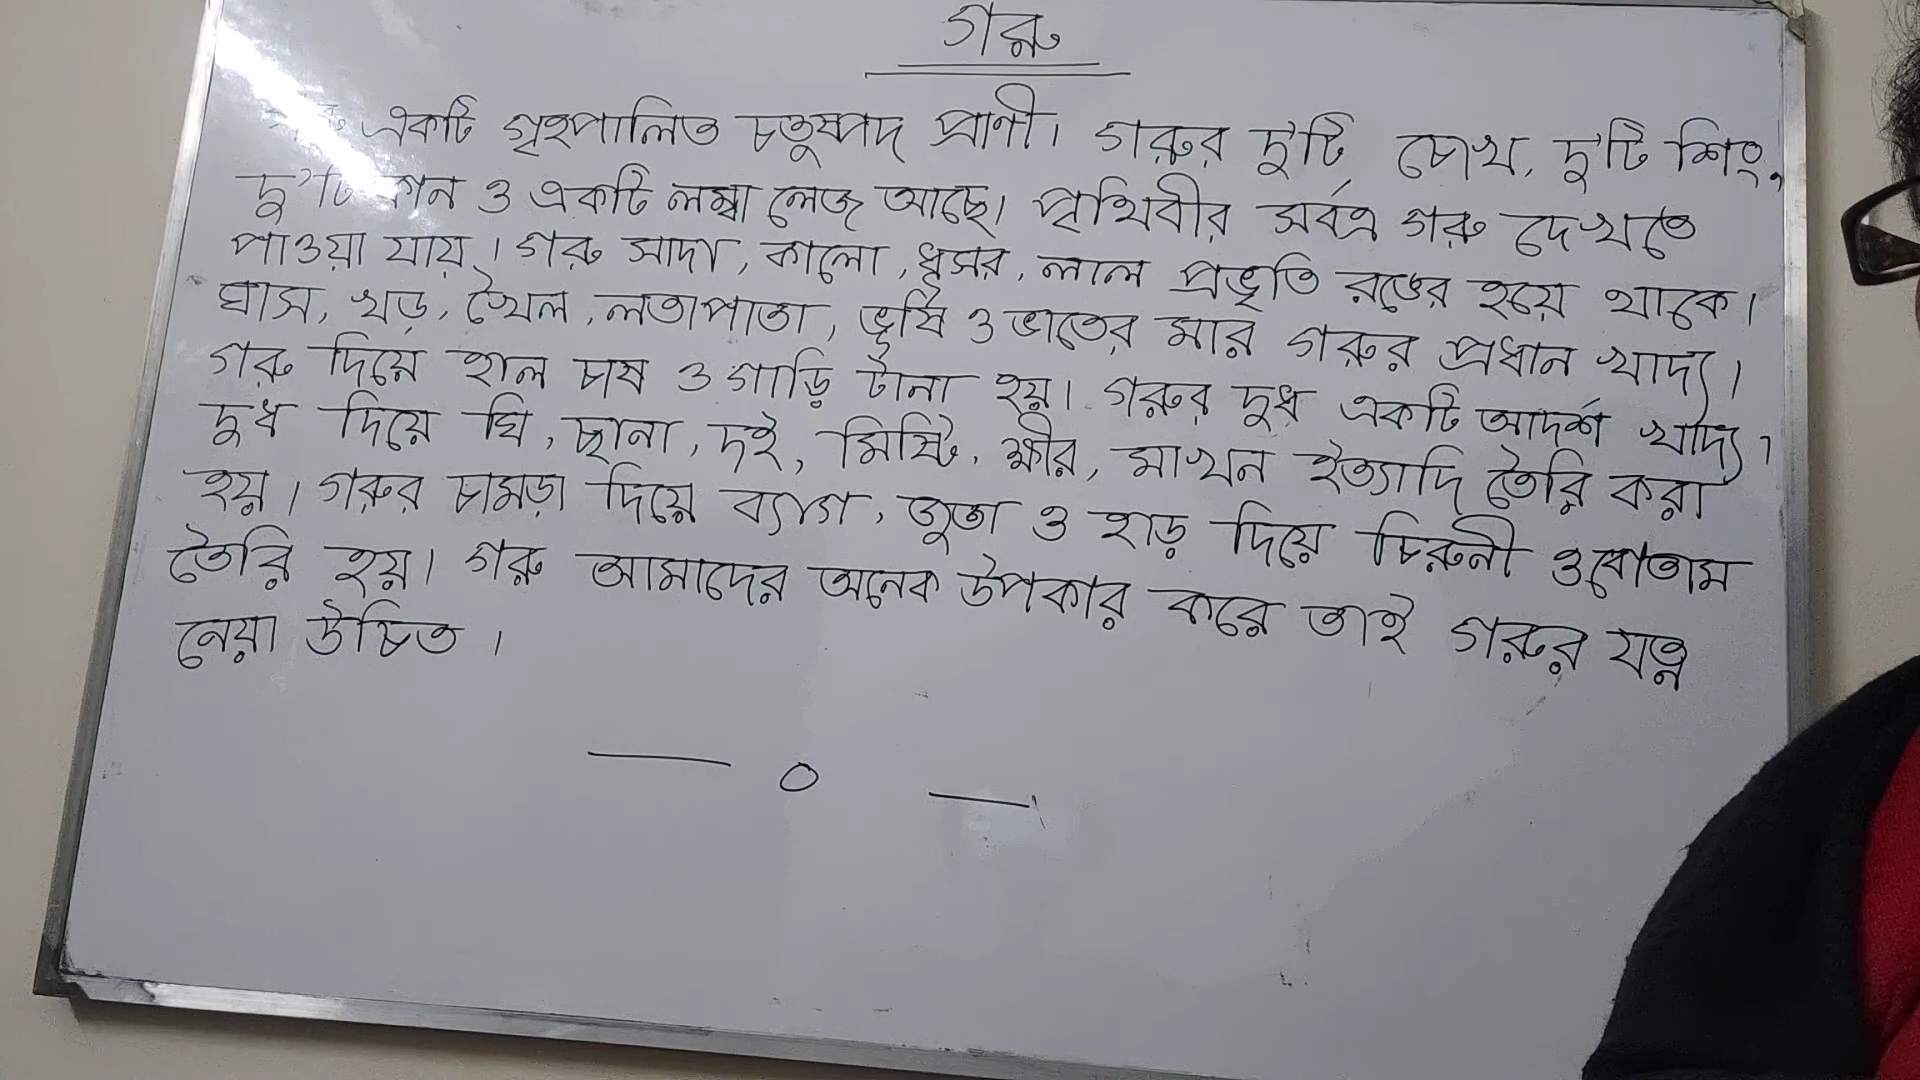 গরু
একটি গৃহপালিত চতুষ্পদ প্রাণী। গরুর দু'টি চোখ, দু'টি শিং,
দু'টি কান ও একটি লম্বা লেজ আছে। পৃথিবীর সর্বত্র গরু দেখতে
পাওয়া যায়। গরু সাদা, কালো, ধূসর, লাল প্রভৃতি রঙের হয়ে থাকে।
ঘাস, খড়, খৈল, লতাপাতা, ভূষি ও ভাতের মার গরুর প্রধান খাদ্য।
গরু দিয়ে হাল চাষ ও গাড়ি টানা হয়। গরুর দুধ একটি আদর্শ খাদ্য।
দুধ দিয়ে ঘি, ছানা, দই, মিষ্টি, ক্ষীর, মাখন ইত্যাদি তৈরি করা
হয়। গরুর চামড়া দিয়ে ব্যাগ, জুতা ও হাড় দিয়ে চিরুনী ও বোতাম
তৈরি হয়। গরু আমাদের অনেক উপকার করে তাই গরুর যত্ন
নেয়া উচিত।